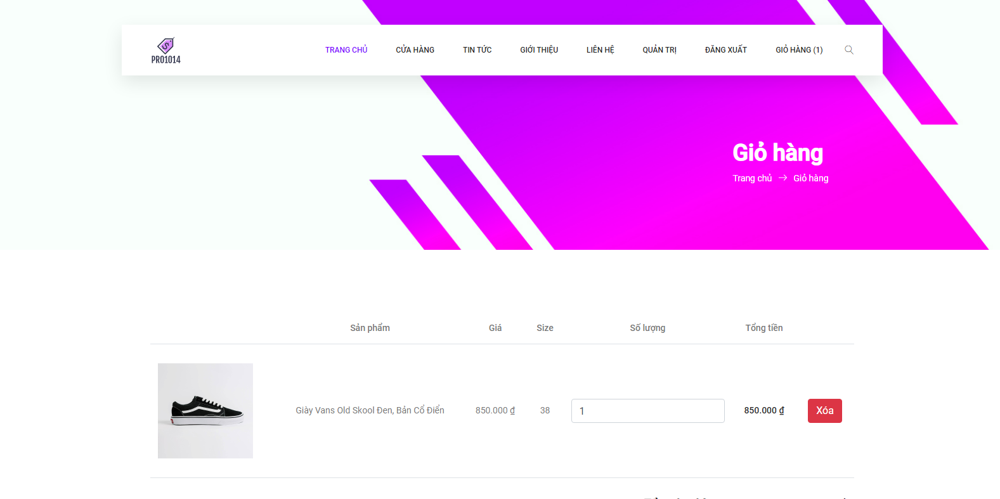 TRANG CHỦ CỬA HÀNG TIN TỨC GIỚI THIỆU LIÊN HỆ QUẢN TRỊ ĐĂNG XUẤT GIỎ HÀNG (1)
PRO1014
Giỏ hàng
Trang chủ → Giỏ hàng
Sản phẩm Giá Size Số lượng Tổng tiền
Giày Vans Old Skool Đen, Bản Cổ Điển 850.000 ₫ 38 1 850.000 ₫ Xóa